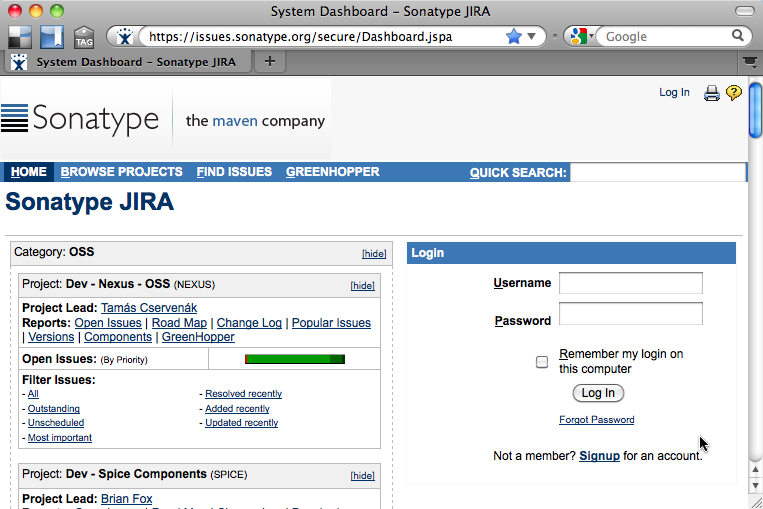 System Dashboard – Sonatype JIRA
TAG
https://issues.sonatype.org/secure/Dashboard.jspa
Google
System Dashboard – Sonatype JIRA
Log In
Sonatype
the maven company
HOME BROWSE PROJECTS FIND ISSUES GREENHOPPER QUICK SEARCH:
Sonatype JIRA
Category: OSS [hide]
Project: Dev - Nexus - OSS (NEXUS) [hide]
Project Lead: Tamás Cservenák
Reports: Open Issues | Road Map | Change Log | Popular Issues
| Versions | Components | GreenHopper
Open Issues: (By Priority)
Filter Issues:
- All
- Resolved recently
- Outstanding
- Added recently
- Unscheduled
- Updated recently
- Most important
Project: Dev - Spice Components (SPICE) [hide]
Project Lead: Brian Fox
Login
Username
Password
Remember my login on
this computer
Log In
Forgot Password
Not a member? Signup for an account.